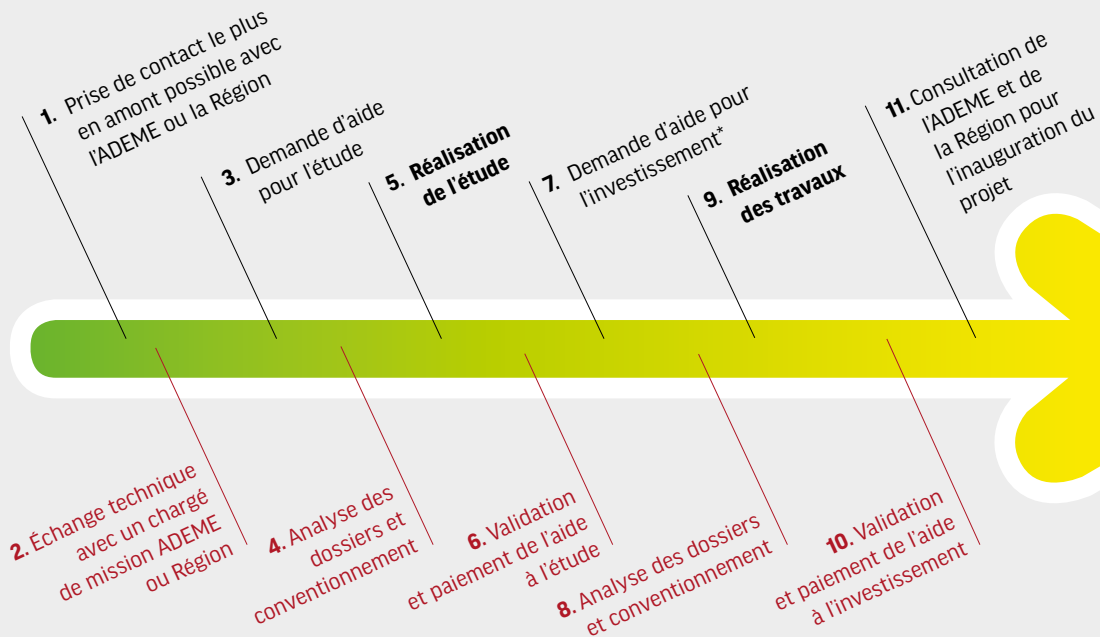 1. Prise de contact le plus
en amont possible avec
l'ADEME ou la Région
2. Échange technique
avec un chargé
de mission ADEME
ou Région
3. Demande d'aide
pour l'étude
4. Analyse des
dossiers et
conventionnement
5. Réalisation
de l'étude
6. Validation
et paiement de l'aide
à l'étude
7. Demande d'aide pour
l'investissement*
8. Analyse des dossiers
et conventionnement
9. Réalisation
des travaux
10. Validation
et paiement de l'aide
à l'investissement
11. Consultation de
l'ADEME et de
la Région pour
l'inauguration du
projet